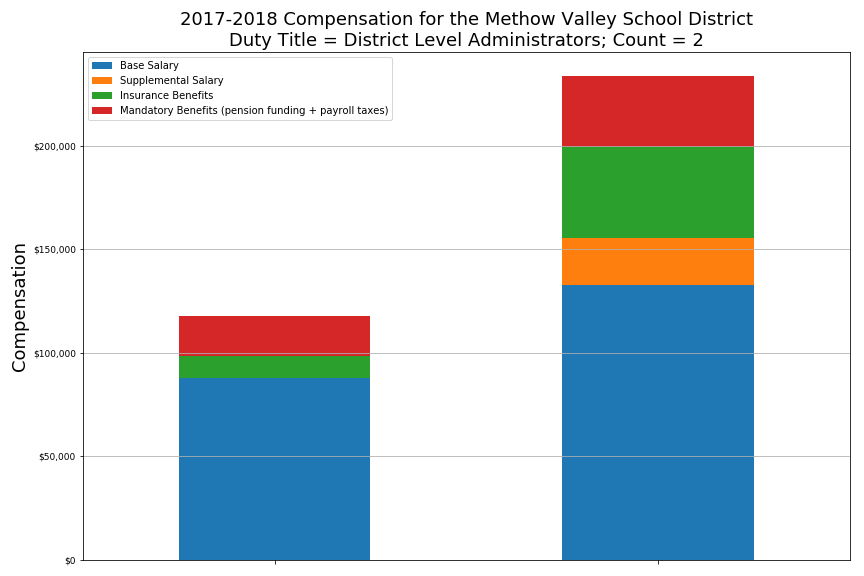 2017-2018 Compensation for the Methow Valley School District
Duty Title = District Level Administrators; Count = 2
Base Salary
Supplemental Salary
Insurance Benefits
Mandatory Benefits (pension funding + payroll taxes)
$200,000
$150,000
$100,000
$50,000
$0
Compensation